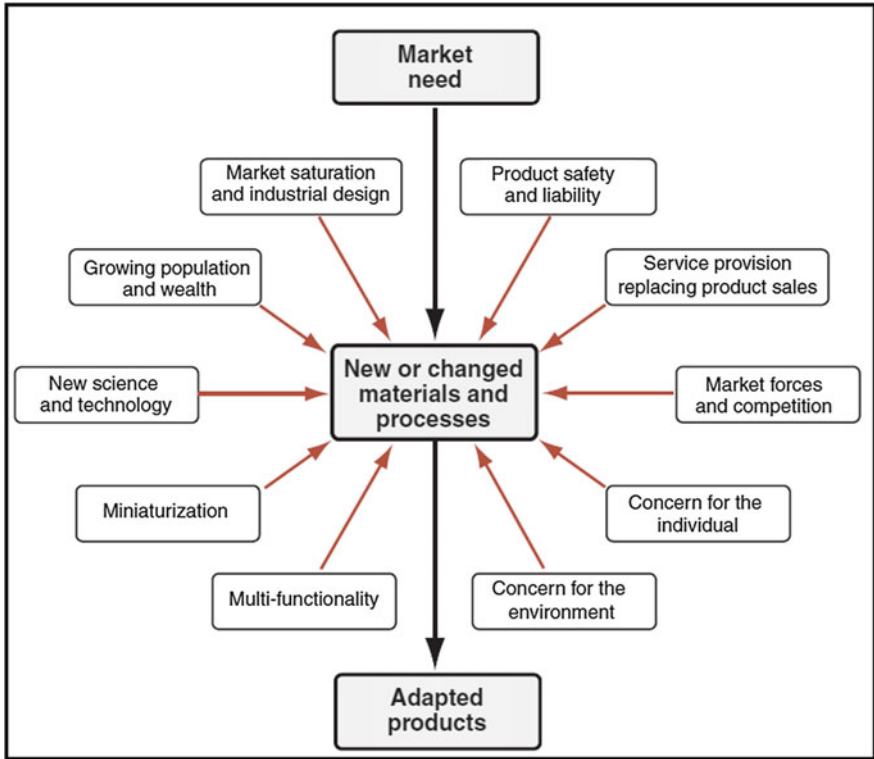 Market
need
Market saturation
and industrial design
Product safety
and liability
Growing population
and wealth
Service provision
replacing product sales
New science
and technology
New or changed
materials and
processes
Market forces
and competition
Miniaturization
Concern for the
individual
Multi-functionality
Concern for the
environment
Adapted
products